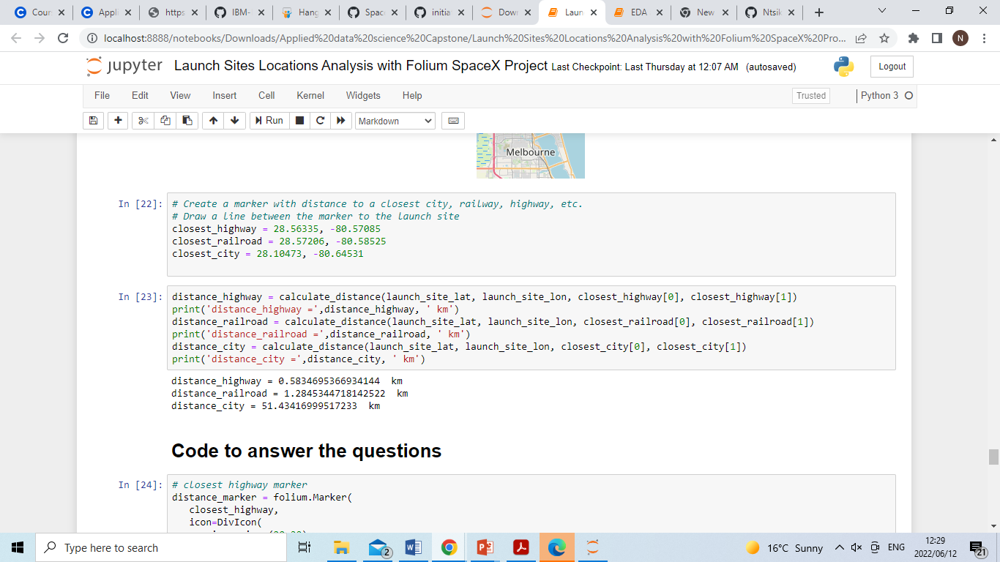 Cour
Appli
https
IBM-
Hang
Spac
initia
Down
Laun
EDA
New
Ntsik
localhost:8888/notebooks/Downloads/Applied%20data%20science%20Capstone/Launch%20Sites%20Locations%20Analysis%20with%20Folium%20SpaceX%20Pro...
N
jupyter Launch Sites Locations Analysis with Folium SpaceX Project Last Checkpoint: Last Thursday at 12:07 AM (autosaved)
Logout
File Edit View Insert Cell Kernel Widgets Help
Trusted
Python 3
Run
Markdown
Melbourne
In [22]:
# Create a marker with distance to a closest city, railway, highway, etc.
# Draw a line between the marker to the launch site
closest_highway = 28.56335, -80.57085
closest_railroad = 28.57206, -80.58525
closest_city = 28.10473, -80.64531
In [23]:
distance_highway = calculate_distance(launch_site_lat, launch_site_lon, closest_highway[0], closest_highway[1])
print('distance_highway =',distance_highway, ' km')
distance_railroad = calculate_distance(launch_site_lat, launch_site_lon, closest_railroad[0], closest_railroad[1])
print('distance_railroad =',distance_railroad, ' km')
distance_city = calculate_distance(launch_site_lat, launch_site_lon, closest_city[0], closest_city[1])
print('distance_city =',distance_city, ' km')
distance_highway = 0.5834695366934144  km
distance_railroad = 1.2845344718142522  km
distance_city = 51.43416999517233  km
Code to answer the questions
In [24]:
# closest highway marker
distance_marker = folium.Marker(
closest_highway,
icon=DivIcon(
Type here to search
2
16°C Sunny
ENG
12:29
2022/06/12
21